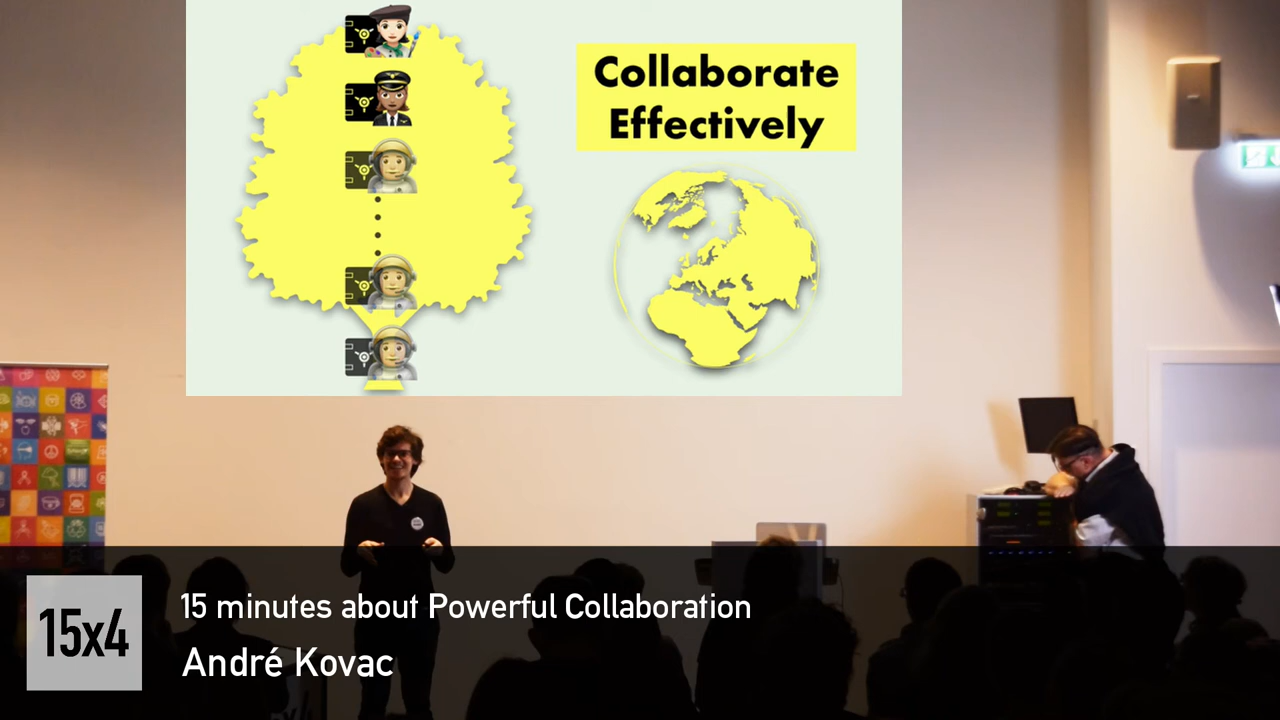 Collaborate
Effectively
15x4
15 minutes about Powerful Collaboration
André Kovac